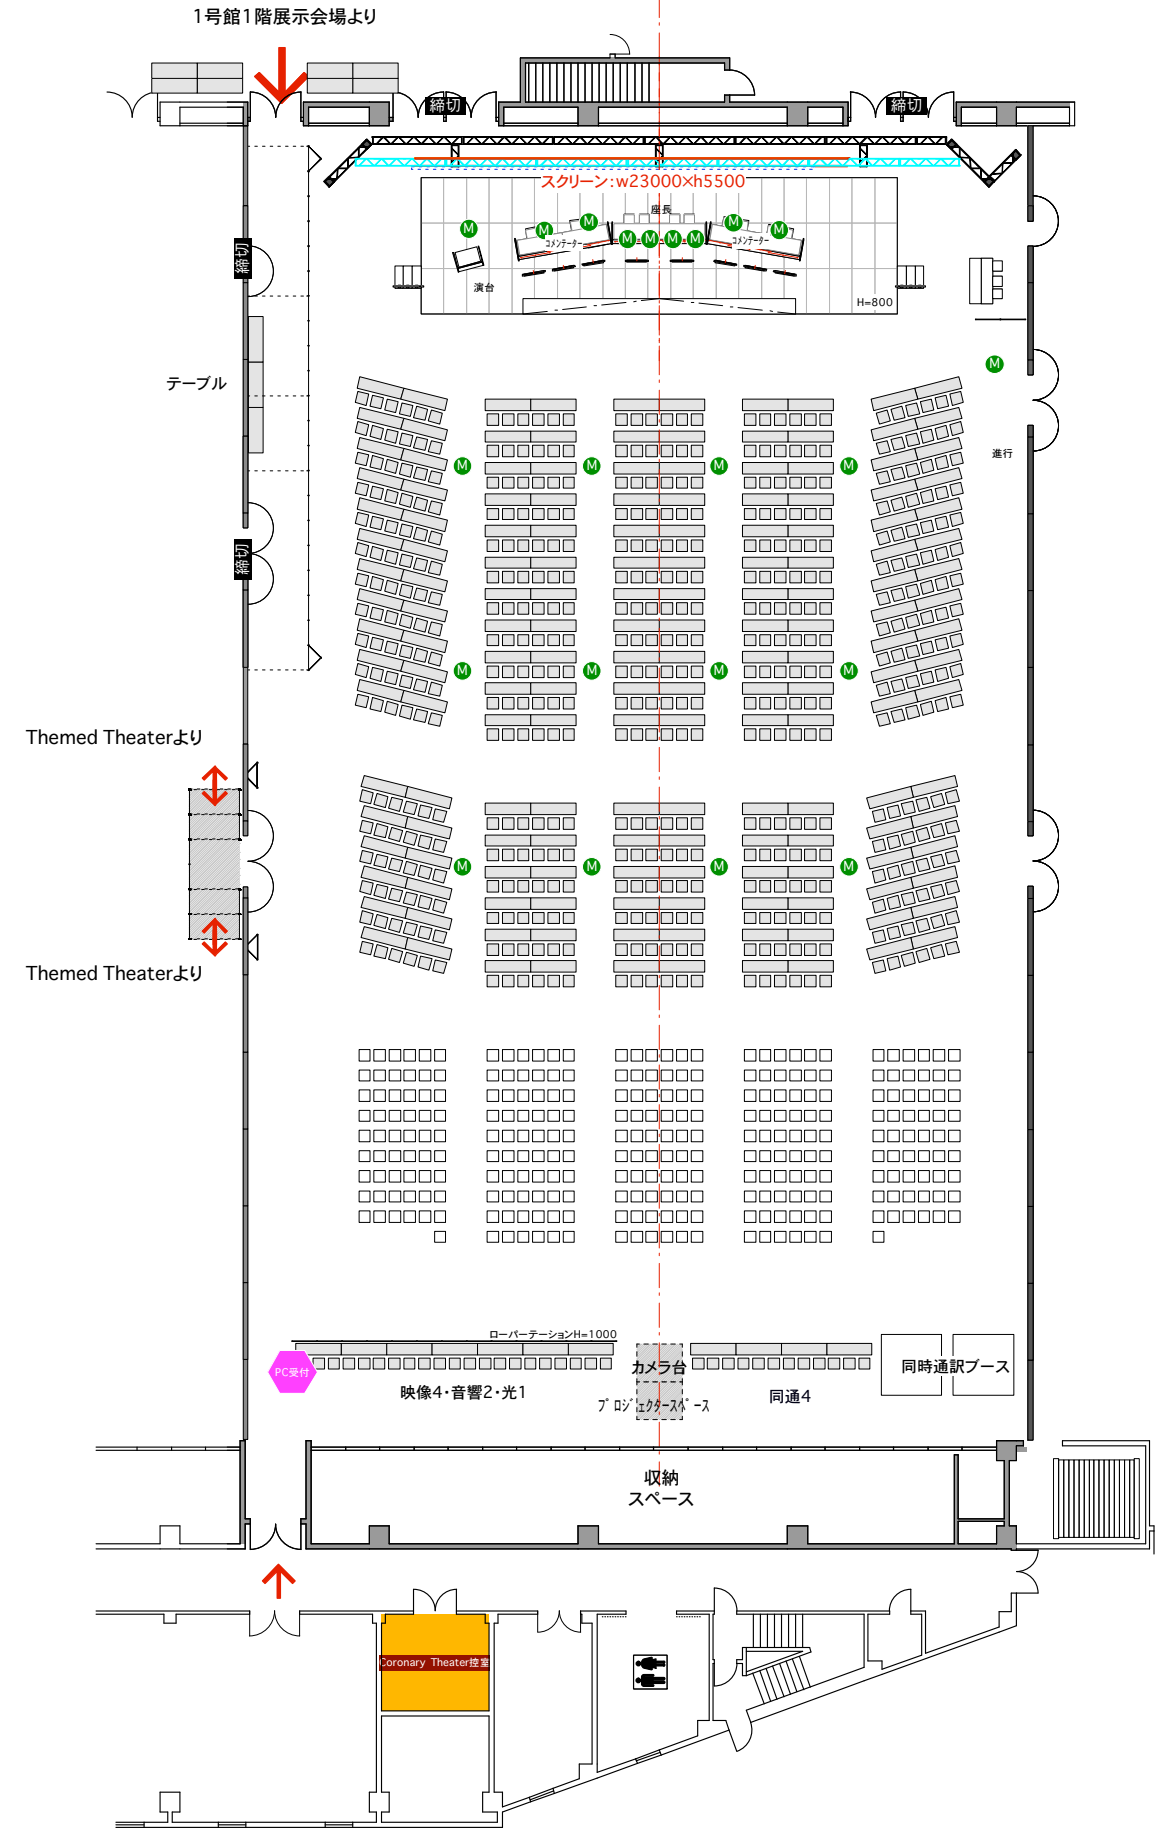 1号館1階展示会場より
締切
締切
スクリーン:w23000×h5500
座長
M
M
M
M
M
コメンテーター
M
M
M
M
コメンテーター
締切
演台
H=800
M
テーブル
進行
M
M
M
M
締切
M
M
M
M
Themed Theaterより
M
M
M
M
Themed Theaterより
ローパーテーションH=1000
PC受付
カメラ台
同時通訳ブース
映像4・音響2・光1
プロジェクタースペース
同通4
収納
スペース
Coronary Theater控室